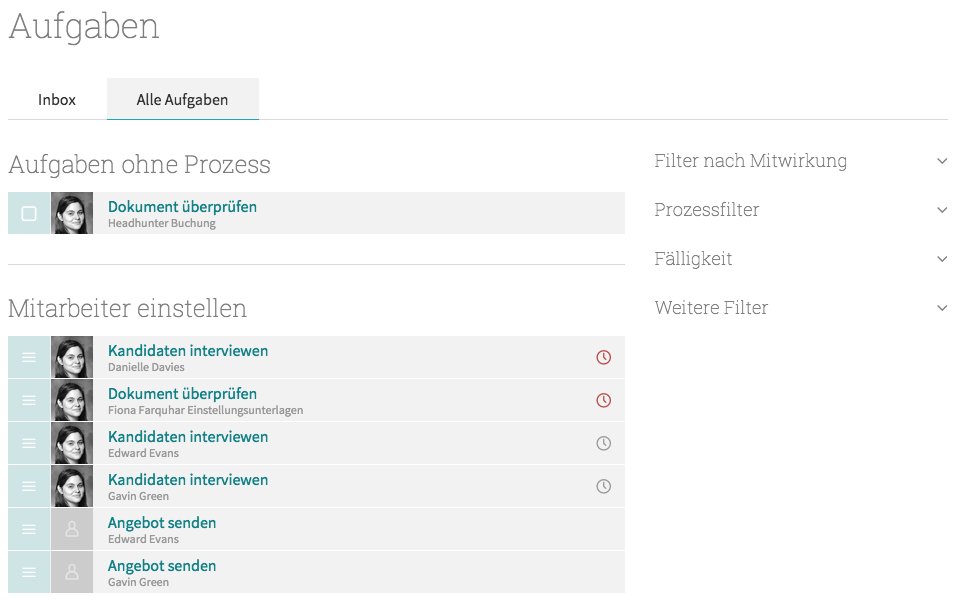 Aufgaben
Inbox
Alle Aufgaben
Aufgaben ohne Prozess
Dokument überprüfen
Headhunter Buchung
Mitarbeiter einstellen
Kandidaten interviewen
Danielle Davies
Dokument überprüfen
Fiona Farquhar Einstellungsunterlagen
Kandidaten interviewen
Edward Evans
Kandidaten interviewen
Gavin Green
Angebot senden
Edward Evans
Angebot senden
Gavin Green
Filter nach Mitwirkung
Prozessfilter
Fälligkeit
Weitere Filter